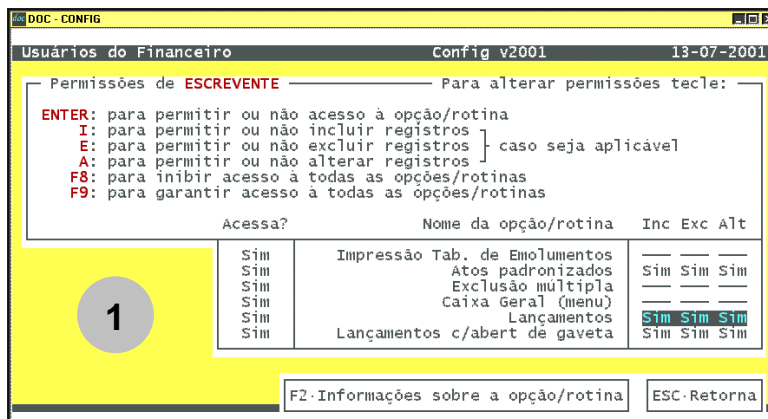 doc DOC - CONFIG
Usuários do Financeiro Config v2001 13-07-2001
Permissões de ESCREVENTE Para alterar permissões tecle:
ENTER: para permitir ou não acesso à opção/rotina
I: para permitir ou não incluir registros
E: para permitir ou não excluir registros caso seja aplicável
A: para permitir ou não alterar registros
F8: para inibir acesso à todas as opções/rotinas
F9: para garantir acesso à todas as opções/rotinas
Acessa? Nome da opção/rotina Inc Exc Alt
Sim Impressão Tab. de Emolumentos
Sim Atos padronizados Sim Sim Sim
Sim Exclusão múltipla
Sim Caixa Geral (menu)
Sim Lançamentos Sim Sim Sim
Sim Lançamentos c/abert de gaveta Sim Sim Sim
1
F2·Informações sobre a opção/rotina ESC·Retorna